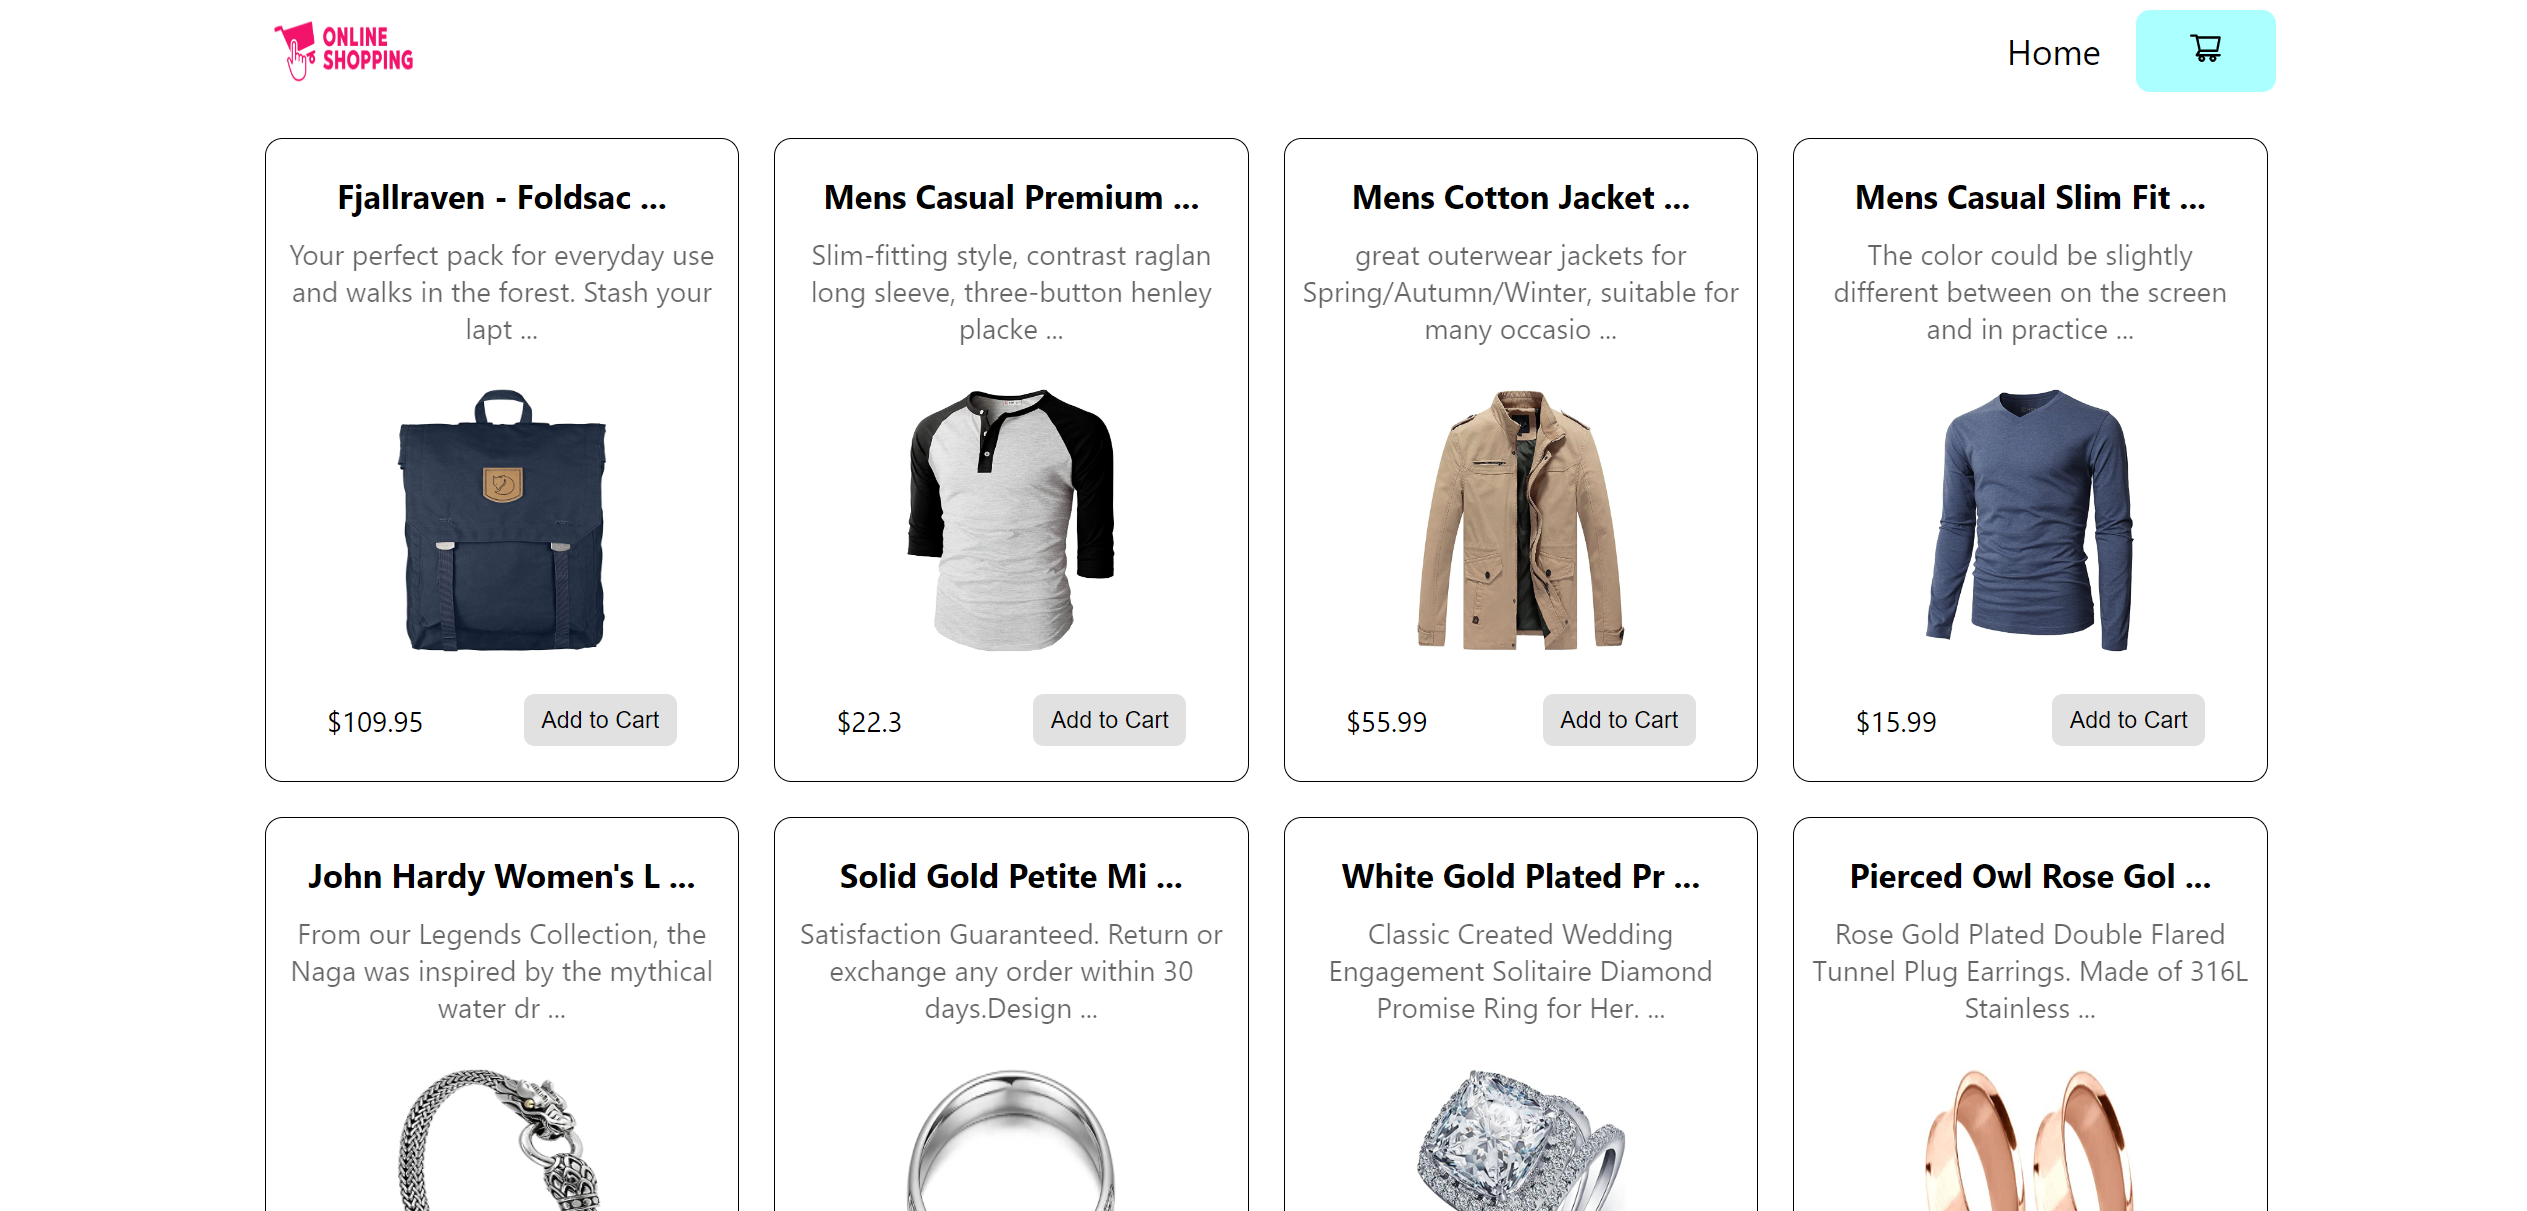 ONLINE
SHOPPING
Home
Fjallraven - Foldsac ...
Your perfect pack for everyday use
and walks in the forest. Stash your
lapt ...
$109.95
Add to Cart
Mens Casual Premium ...
Slim-fitting style, contrast raglan
long sleeve, three-button henley
placke ...
$22.3
Add to Cart
Mens Cotton Jacket ...
great outerwear jackets for
Spring/Autumn/Winter, suitable for
many occasio ...
$55.99
Add to Cart
Mens Casual Slim Fit ...
The color could be slightly
different between on the screen
and in practice ...
$15.99
Add to Cart
John Hardy Women's L ...
From our Legends Collection, the
Naga was inspired by the mythical
water dr ...
Solid Gold Petite Mi ...
Satisfaction Guaranteed. Return or
exchange any order within 30
days.Design ...
White Gold Plated Pr ...
Classic Created Wedding
Engagement Solitaire Diamond
Promise Ring for Her. ...
Pierced Owl Rose Gol ...
Rose Gold Plated Double Flared
Tunnel Plug Earrings. Made of 316L
Stainless ...